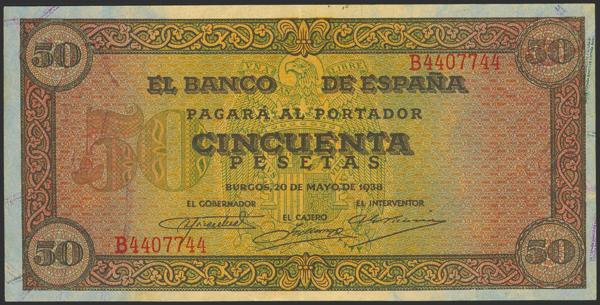 50 50
B4407744
EL BANCO DE ESPAÑA
PAGARÁ AL PORTADOR
50 CINCUENTA
PESETAS
BURGOS, 20 DE MAYO DE 1938
EL GOBERNADOR EL CAJERO EL INTERVENTOR
B4407744
50 50